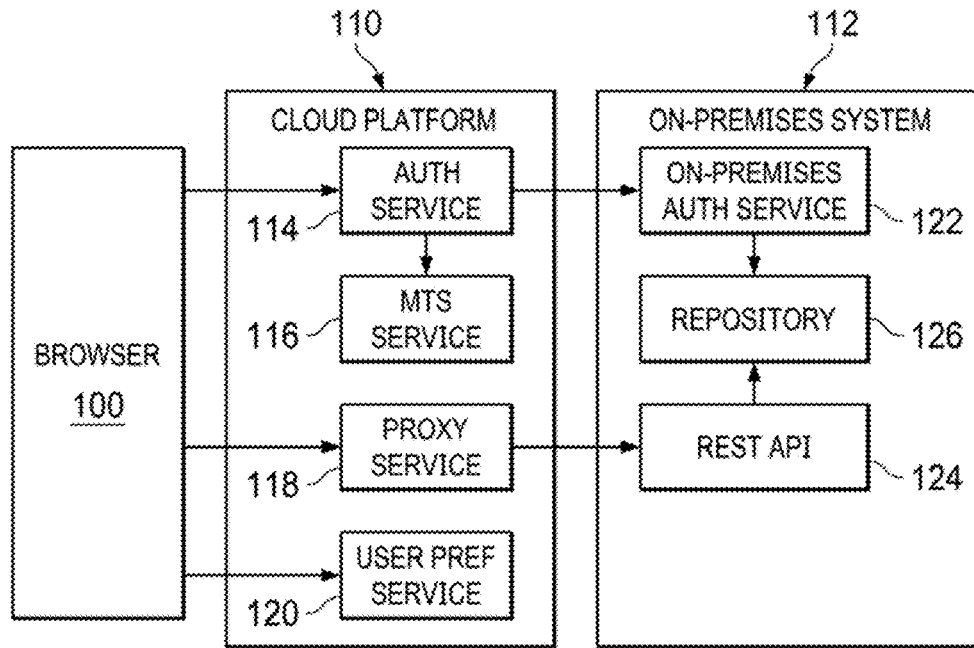 110
112
CLOUD PLATFORM
ON-PREMISES SYSTEM
AUTH
SERVICE
114
ON-PREMISES
AUTH SERVICE
122
MTS
SERVICE
116
REPOSITORY
126
BROWSER
100
PROXY
SERVICE
118
REST API
124
USER PREF
SERVICE
120